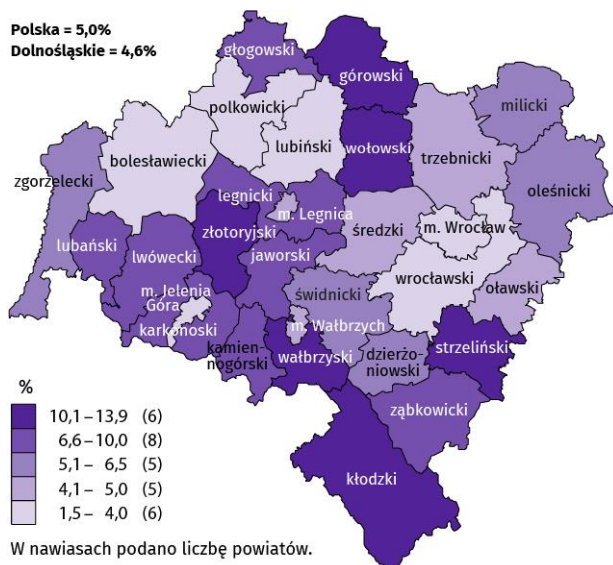 Polska = 5,0%
Dolnośląskie = 4,6%
głogowski
górowski
milicki
polkowicki
lubiński
wołowski
trzebnicki
bolesławiecki
zgorzelecki
oleśnicki
legnicki
m. Legnica
lubański
złotoryjski
średzki
m. Wrocław
lwówecki
jaworski
wrocławski
oławski
m. Jelenia
Góra
świdnicki
karkonoski
m. Wałbrzych
kamien-
nogórski
wałbrzyski
dzierżo-
niowski
strzeliński
ząbkowicki
kłodzki
%
10,1 – 13,9 (6)
6,6 – 10,0 (8)
5,1 – 6,5 (5)
4,1 – 5,0 (5)
1,5 – 4,0 (6)
W nawiasach podano liczbę powiatów.